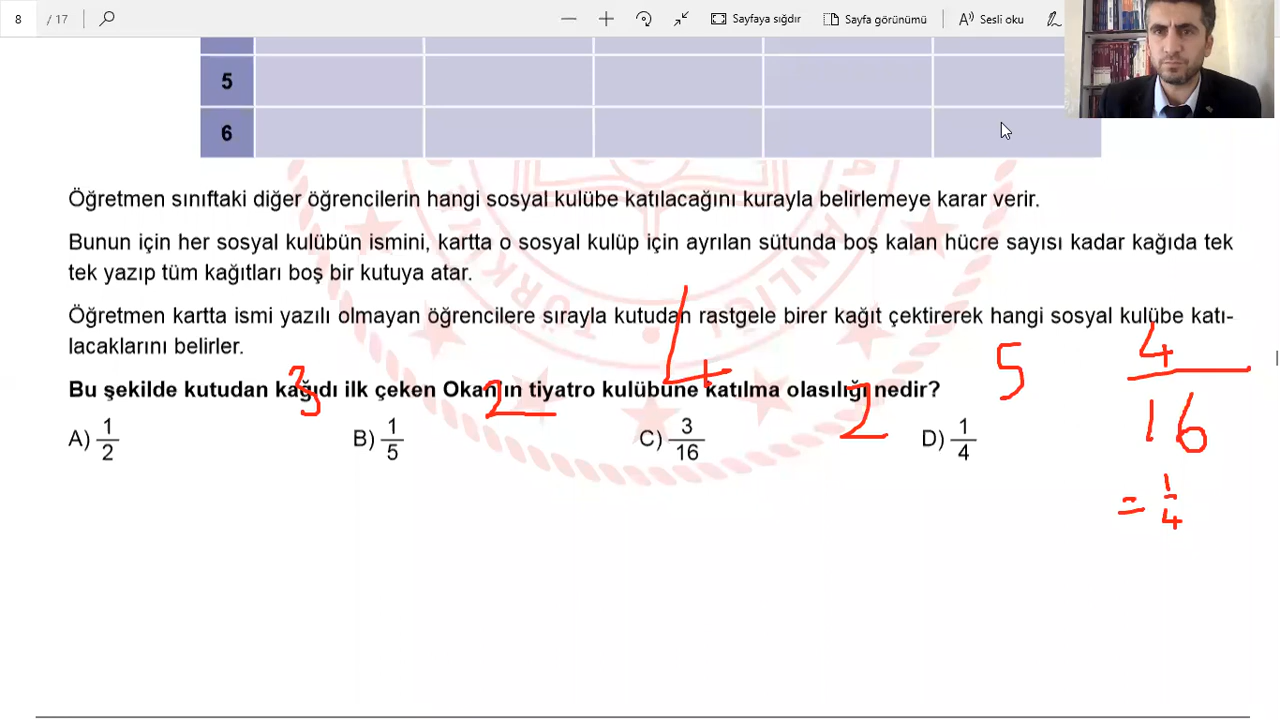 8 / 17 Sayfaya sığdır Sayfa görünümü A Sesli oku
5
6
Öğretmen sınıftaki diğer öğrencilerin hangi sosyal kulübe katılacağını kurayla belirlemeye karar verir.
Bunun için her sosyal kulübün ismini, kartta o sosyal kulüp için ayrılan sütunda boş kalan hücre sayısı kadar kağıda tek
tek yazıp tüm kağıtları boş bir kutuya atar.
Öğretmen kartta ismi yazılı olmayan öğrencilere sırayla kutudan rastgele birer kağıt çektirerek hangi sosyal kulübe katı-
lacaklarını belirler.
Bu şekilde kutudan kağıdı ilk çeken Okan'ın tiyatro kulübüne katılma olasılığı nedir?
3 2 4 2 5
4/16
= 1/4
A) 1/2 B) 1/5 C) 3/16 D) 1/4
TÜRKİYE